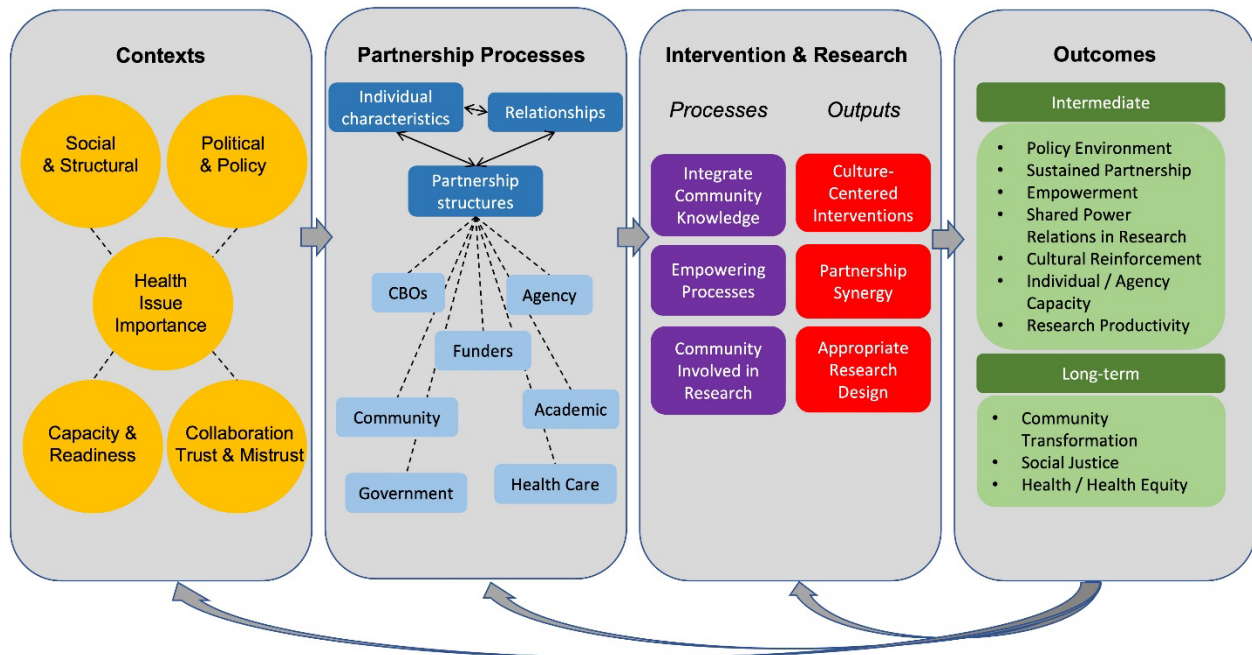 Contexts
Social
& Structural
Political
& Policy
Health
Issue
Importance
Capacity &
Readiness
Collaboration
Trust & Mistrust
Partnership Processes
Individual
characteristics
Relationships
Partnership
structures
CBOs
Agency
Funders
Community
Academic
Government
Health Care
Intervention & Research
Processes
Outputs
Integrate
Community
Knowledge
Culture-
Centered
Interventions
Empowering
Processes
Partnership
Synergy
Community
Involved in
Research
Appropriate
Research
Design
Outcomes
Intermediate
• Policy Environment
• Sustained Partnership
• Empowerment
• Shared Power
Relations in Research
• Cultural Reinforcement
• Individual / Agency
Capacity
• Research Productivity
Long-term
• Community
Transformation
• Social Justice
• Health / Health Equity